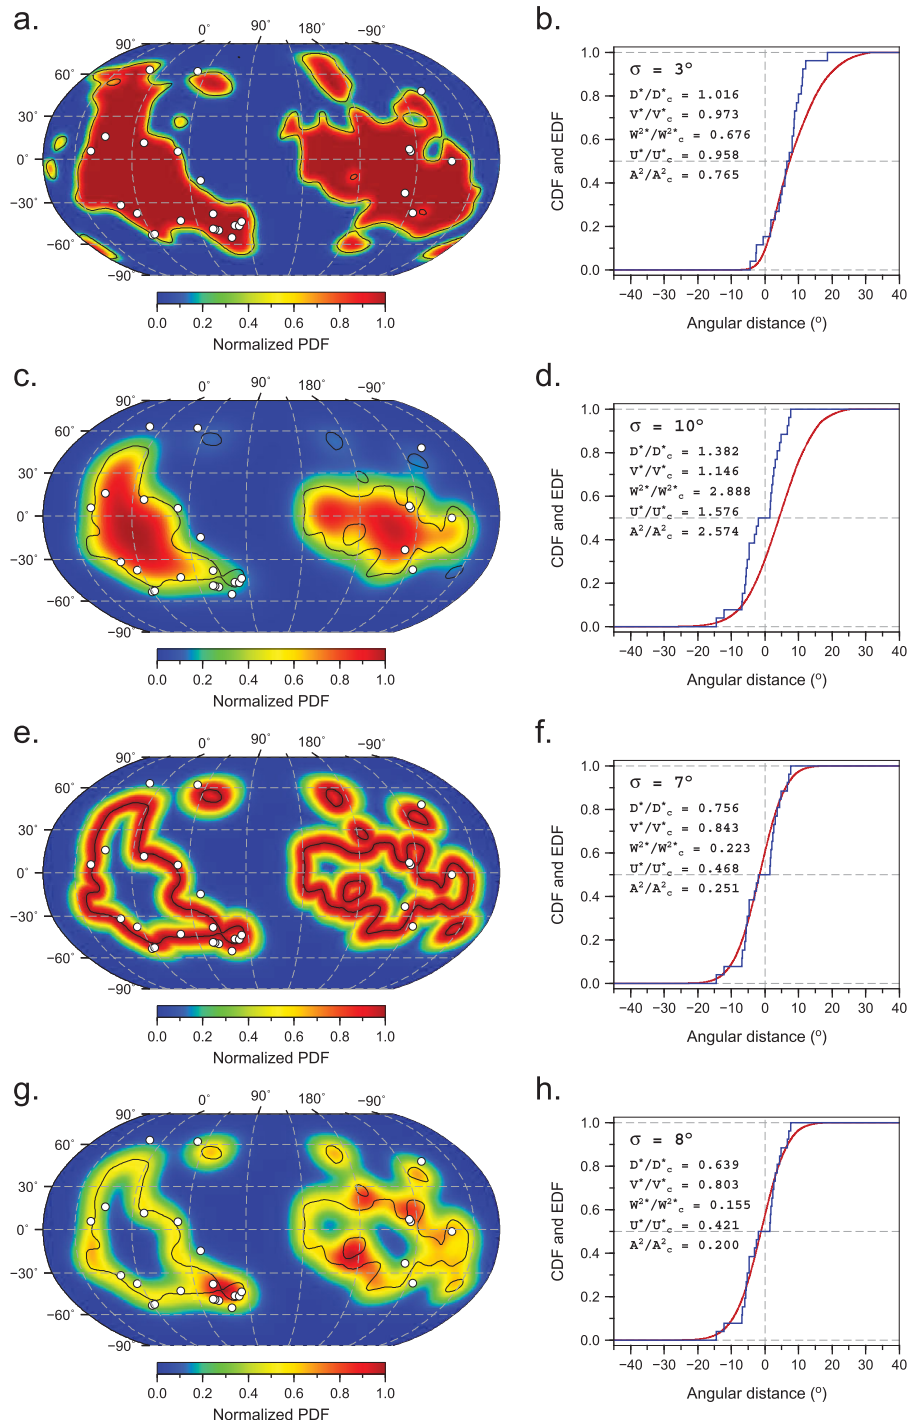 a.
0° 90° 180° −90°
90°
60°
30°
0°
−30°
−60°
−90°
0.0 0.2 0.4 0.6 0.8 1.0
Normalized PDF
b.
CDF and EDF
1.0
0.8
0.6
0.4
0.2
0.0
σ = 3°
D*/D*c = 1.016
V*/V*c = 0.973
W2*/W2*c = 0.676
U*/U*c = 0.958
A2/A2c = 0.765
−40 −30 −20 −10 0 10 20 30 40
Angular distance (°)
c.
0° 90° 180° −90°
90°
60°
30°
0°
−30°
−60°
−90°
0.0 0.2 0.4 0.6 0.8 1.0
Normalized PDF
d.
CDF and EDF
1.0
0.8
0.6
0.4
0.2
0.0
σ = 10°
D*/D*c = 1.382
V*/V*c = 1.146
W2*/W2*c = 2.888
U*/U*c = 1.576
A2/A2c = 2.574
−40 −30 −20 −10 0 10 20 30 40
Angular distance (°)
e.
0° 90° 180° −90°
90°
60°
30°
0°
−30°
−60°
−90°
0.0 0.2 0.4 0.6 0.8 1.0
Normalized PDF
f.
CDF and EDF
1.0
0.8
0.6
0.4
0.2
0.0
σ = 7°
D*/D*c = 0.756
V*/V*c = 0.843
W2*/W2*c = 0.223
U*/U*c = 0.468
A2/A2c = 0.251
−40 −30 −20 −10 0 10 20 30 40
Angular distance (°)
g.
0° 90° 180° −90°
90°
60°
30°
0°
−30°
−60°
−90°
0.0 0.2 0.4 0.6 0.8 1.0
Normalized PDF
h.
CDF and EDF
1.0
0.8
0.6
0.4
0.2
0.0
σ = 8°
D*/D*c = 0.639
V*/V*c = 0.803
W2*/W2*c = 0.155
U*/U*c = 0.421
A2/A2c = 0.200
−40 −30 −20 −10 0 10 20 30 40
Angular distance (°)